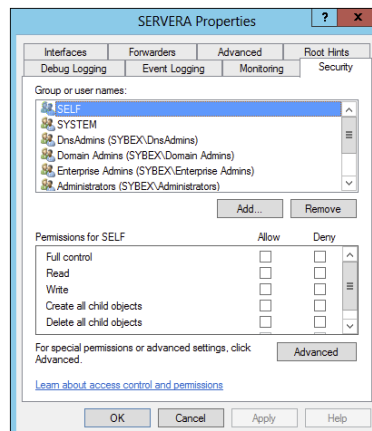 SERVERA Properties
? x
Interfaces Forwarders Advanced Root Hints
Debug Logging Event Logging Monitoring Security
Group or user names:
SELF
SYSTEM
DnsAdmins (SYBEX\DnsAdmins)
Domain Admins (SYBEX\Domain Admins)
Enterprise Admins (SYBEX\Enterprise Admins)
Administrators (SYBEX\Administrators)
Add... Remove
Permissions for SELF Allow Deny
Full control
Read
Write
Create all child objects
Delete all child objects
For special permissions or advanced settings, click
Advanced.
Advanced
Learn about access control and permissions
OK Cancel Apply Help